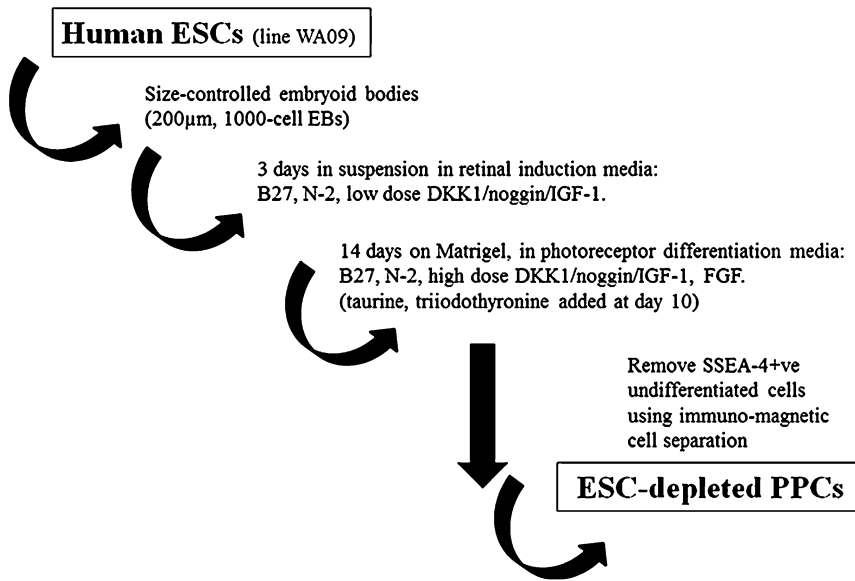 Human ESCs (line WA09)
Size-controlled embryoid bodies
(200µm, 1000-cell EBs)
3 days in suspension in retinal induction media:
B27, N-2, low dose DKK1/noggin/IGF-1.
14 days on Matrigel, in photoreceptor differentiation media:
B27, N-2, high dose DKK1/noggin/IGF-1, FGF.
(taurine, triiodothyronine added at day 10)
Remove SSEA-4+ve
undifferentiated cells
using immuno-magnetic
cell separation
ESC-depleted PPCs